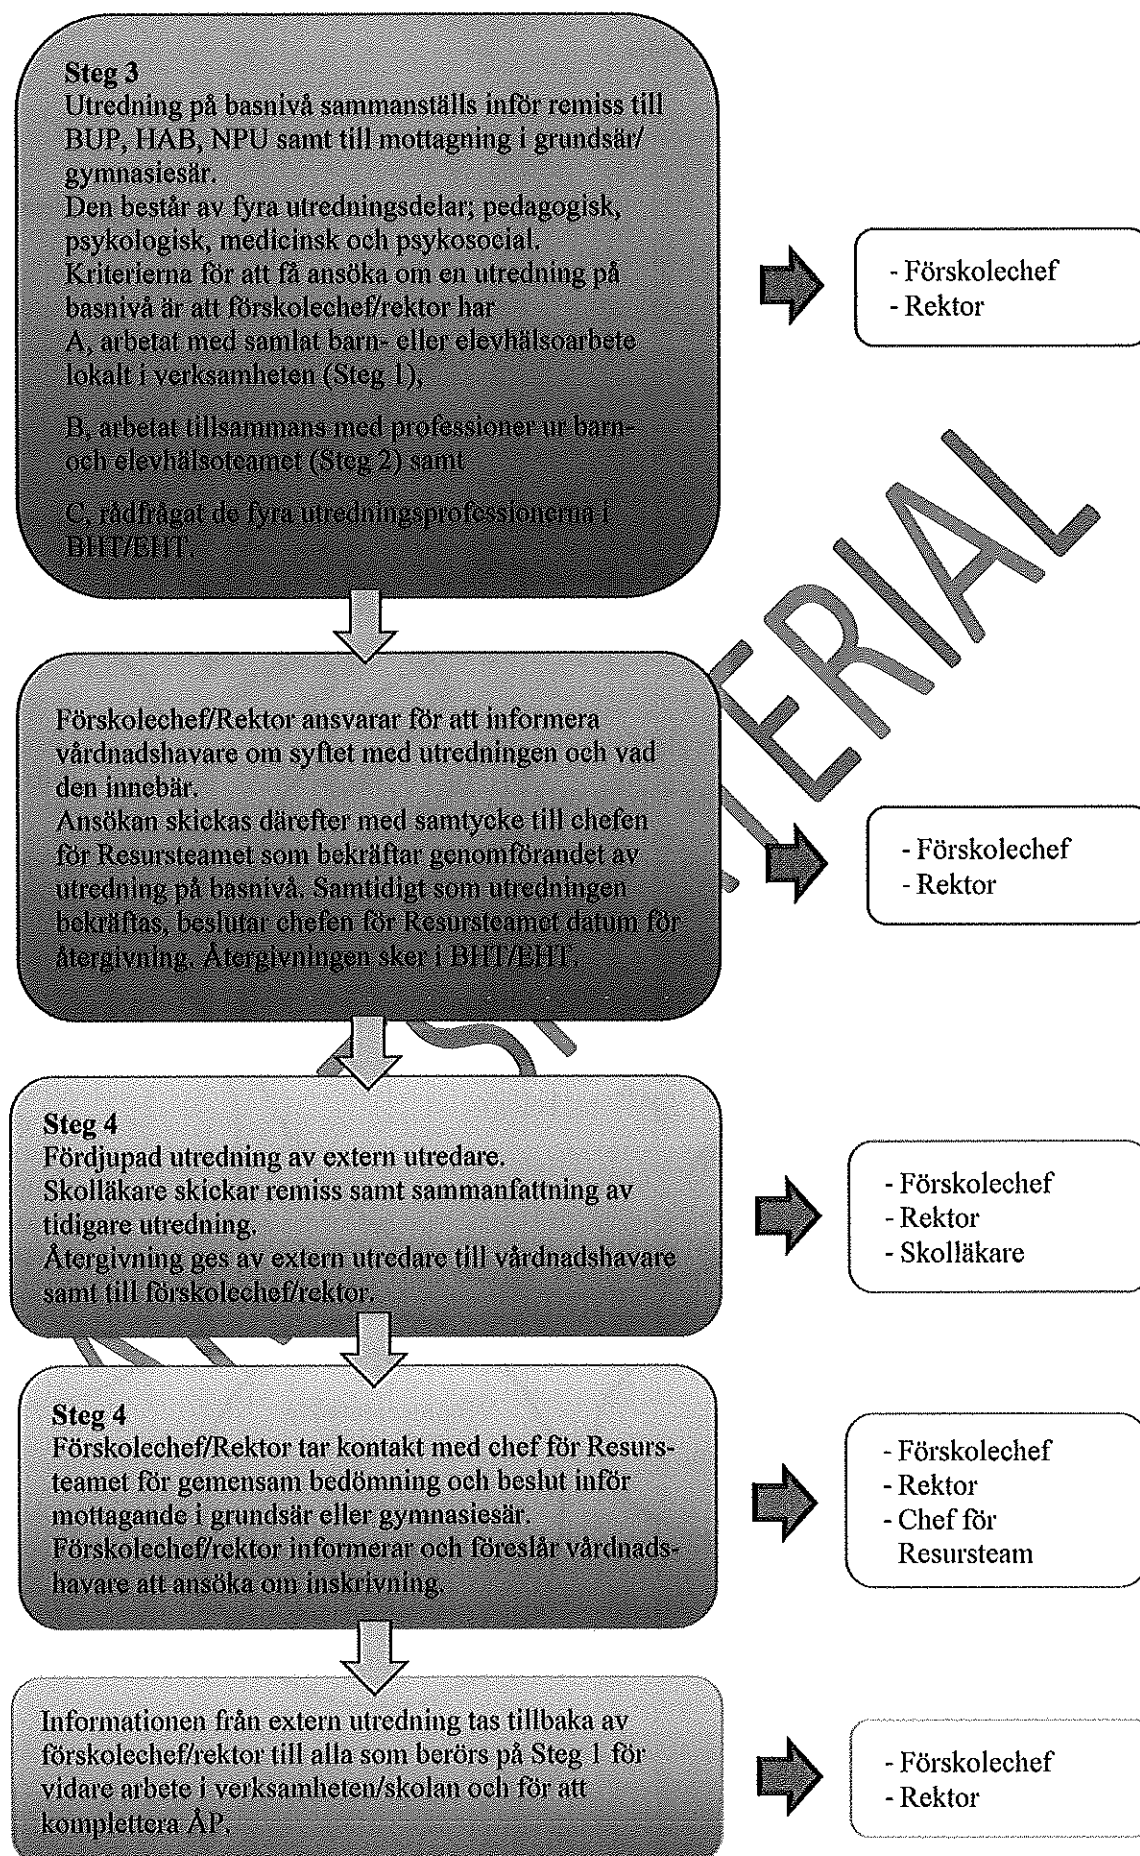 Steg 3
Utredning på basnivå sammanställs inför remiss till
BUP, HAB, NPU samt till mottagning i grundsär/
gymnasiesär.
Den består av fyra utredningsdelar; pedagogisk,
psykologisk, medicinsk och psykosocial.
Kriterierna för att få ansöka om en utredning på
basnivå är att förskolechef/rektor har
A, arbetat med samlat barn- eller elevhälsoarbete
lokalt i verksamheten (Steg 1),
B, arbetat tillsammans med professioner ur barn-
och elevhälsoteamet (Steg 2) samt
C, rådfrågat de fyra utredningsprofessionerna i
BHT/EHT.
- Förskolechef
- Rektor
Förskolechef/Rektor ansvarar för att informera
vårdnadshavare om syftet med utredningen och vad
den innebär.
Ansökan skickas därefter med samtycke till chefen
för Resursteamet som bekräftar genomförandet av
utredning på basnivå. Samtidigt som utredningen
bekräftas, beslutar chefen för Resursteamet datum för
återgivning. Återgivningen sker i BHT/EHT.
- Förskolechef
- Rektor
Steg 4
Fördjupad utredning av extern utredare.
Skolläkare skickar remiss samt sammanfattning av
tidigare utredning.
Återgivning ges av extern utredare till vårdnadshavare
samt till förskolechef/rektor.
- Förskolechef
- Rektor
- Skolläkare
Steg 4
Förskolechef/Rektor tar kontakt med chef för Resurs-
teamet för gemensam bedömning och beslut inför
mottagande i grundsär eller gymnasiesär.
Förskolechef/rektor informerar och föreslår vårdnads-
havare att ansöka om inskrivning.
- Förskolechef
- Rektor
- Chef för
Resursteam
Informationen från extern utredning tas tillbaka av
förskolechef/rektor till alla som berörs på Steg 1 för
vidare arbete i verksamheten/skolan och för att
komplettera ÅP.
- Förskolechef
- Rektor
TERIAL